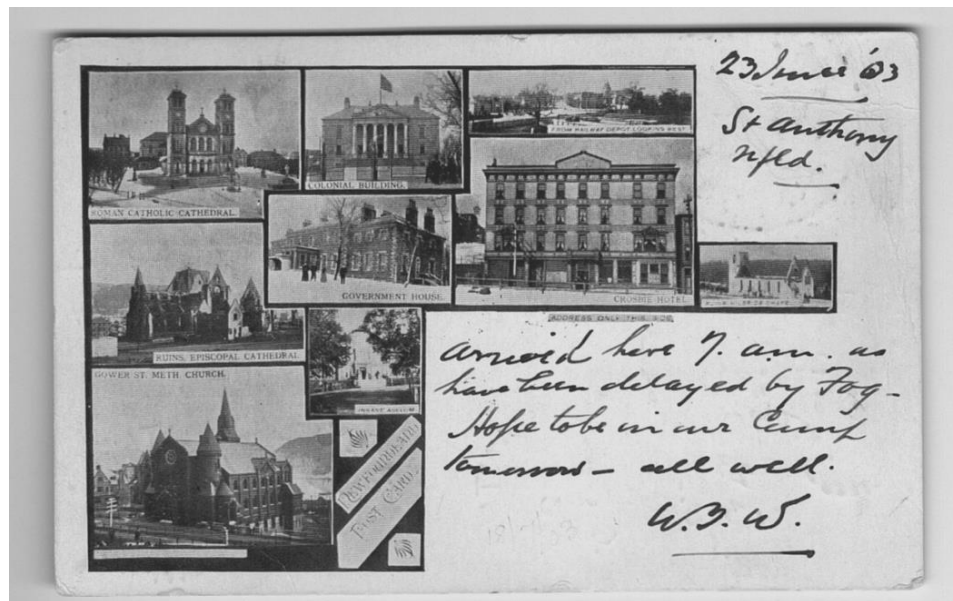 23 June '03
St Anthony
Nfld.
ROMAN CATHOLIC CATHEDRAL.
COLONIAL BUILDING.
FROM RAILWAY DEPOT LOOKING WEST
GOVERNMENT HOUSE.
CROSBIE HOTEL
RUINS, EPISCOPAL CATHEDRAL
ADDRESS ONLY THIS SIDE
GOWER ST. METH CHURCH.
INSANE ASYLUM
NEWFOUNDLAND
POST CARD.
Arrived here 7. am. as
have been delayed by Fog -
Hope to be in our Camp
tomorrow - all well.
W.G.W.